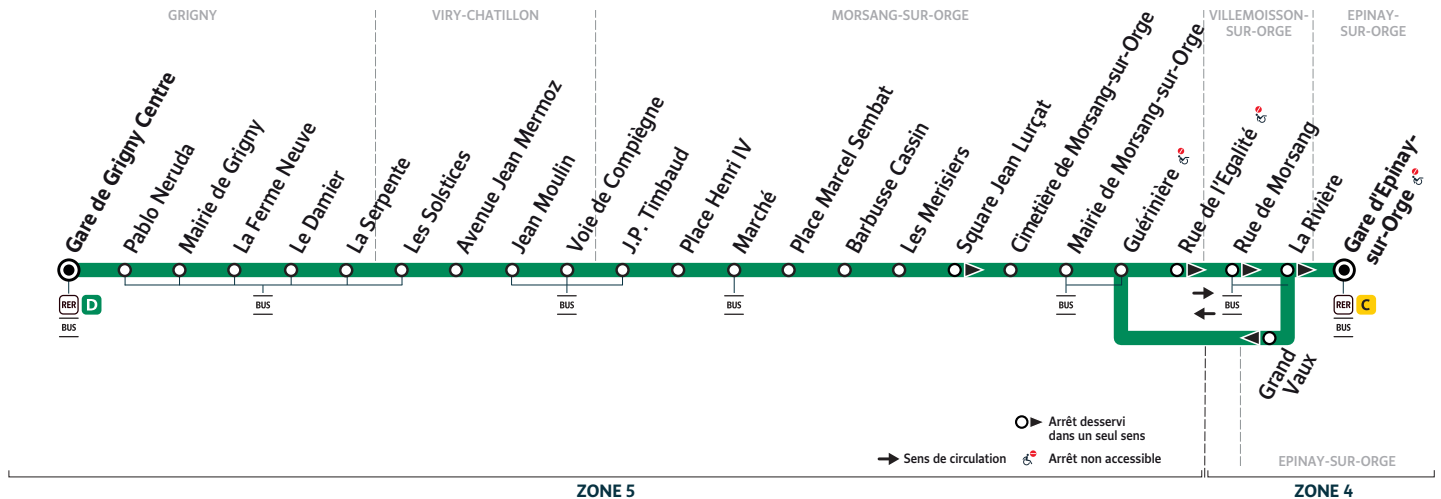 GRIGNY
VIRY-CHATILLON
MORSANG-SUR-ORGE
VILLEMOISSON-
SUR-ORGE
EPINAY-
SUR-ORGE
Gare de Grigny Centre
Pablo Neruda
Mairie de Grigny
La Ferme Neuve
Le Damier
La Serpente
Les Solstices
Avenue Jean Mermoz
Jean Moulin
Voie de Compiègne
J.P. Timbaud
Place Henri IV
Marché
Place Marcel Sembat
Barbusse Cassin
Les Merisiers
Square Jean Lurçat
Cimetière de Morsang-sur-Orge
Mairie de Morsang-sur-Orge
Guérinière
Rue de l'Egalité
Rue de Morsang
La Rivière
Gare d'Epinay-
sur-Orge
RER D
BUS
BUS
BUS
BUS
BUS
BUS
RER C
BUS
Grand
Vaux
Arrêt desservi
dans un seul sens
Sens de circulation
Arrêt non accessible
EPINAY-SUR-ORGE
ZONE 5
ZONE 4